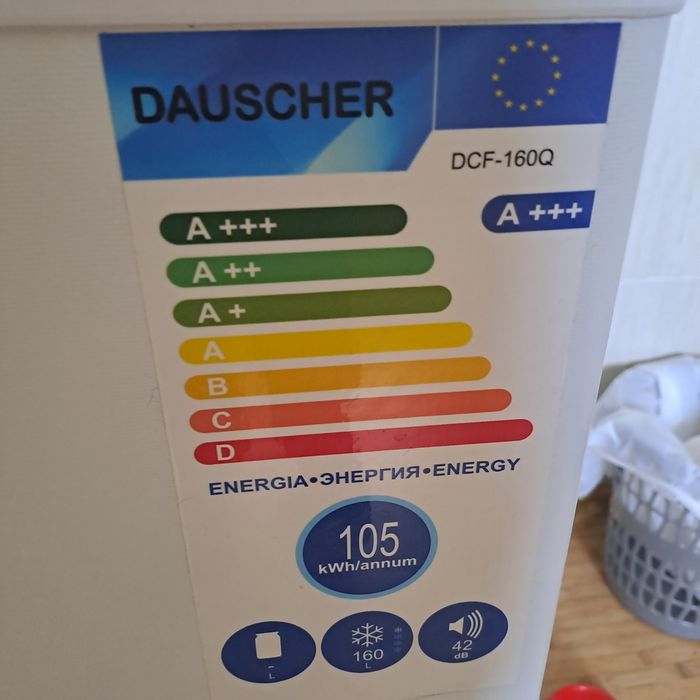 DAUSCHER
DCF-160Q
A +++
A +++
A ++
A +
A
B
C
D
ENERGIA•ЭНЕРГИЯ•ENERGY
105
kWh/annum
-
L
160
L
42
dB